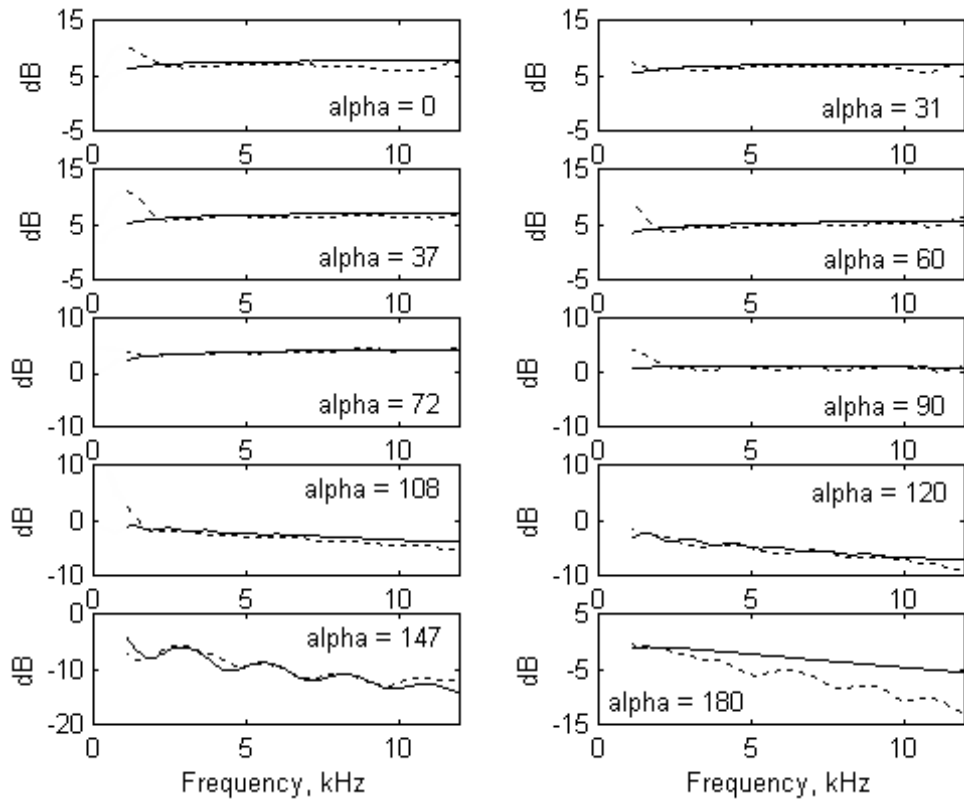 15
5
-5
dB
alpha = 0
0
5
10
15
5
-5
dB
alpha = 31
0
5
10
15
5
-5
dB
alpha = 37
0
5
10
15
5
-5
dB
alpha = 60
0
5
10
10
0
-10
dB
alpha = 72
0
5
10
10
0
-10
dB
alpha = 90
0
5
10
10
0
-10
dB
alpha = 108
0
5
10
10
0
-10
dB
alpha = 120
0
5
10
0
-10
-20
dB
alpha = 147
0
5
10
Frequency, kHz
5
-5
-15
dB
alpha = 180
0
5
10
Frequency, kHz